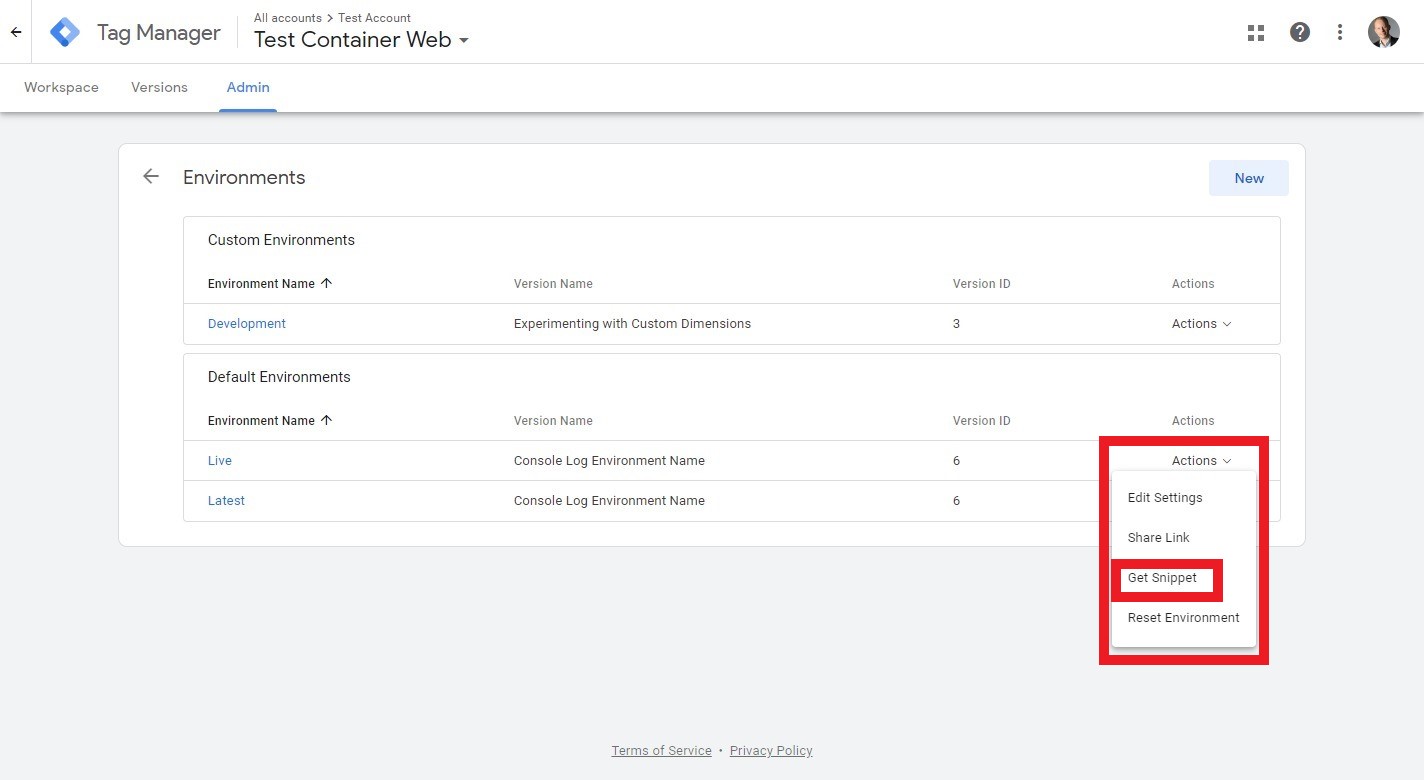 All accounts > Test Account
Tag Manager
Test Container Web
Workspace Versions Admin
Environments New
Custom Environments
Environment Name Version Name Version ID Actions
Development Experimenting with Custom Dimensions 3 Actions
Default Environments
Environment Name Version Name Version ID Actions
Live Console Log Environment Name 6 Actions
Latest Console Log Environment Name 6
Edit Settings
Share Link
Get Snippet
Reset Environment
Terms of Service • Privacy Policy